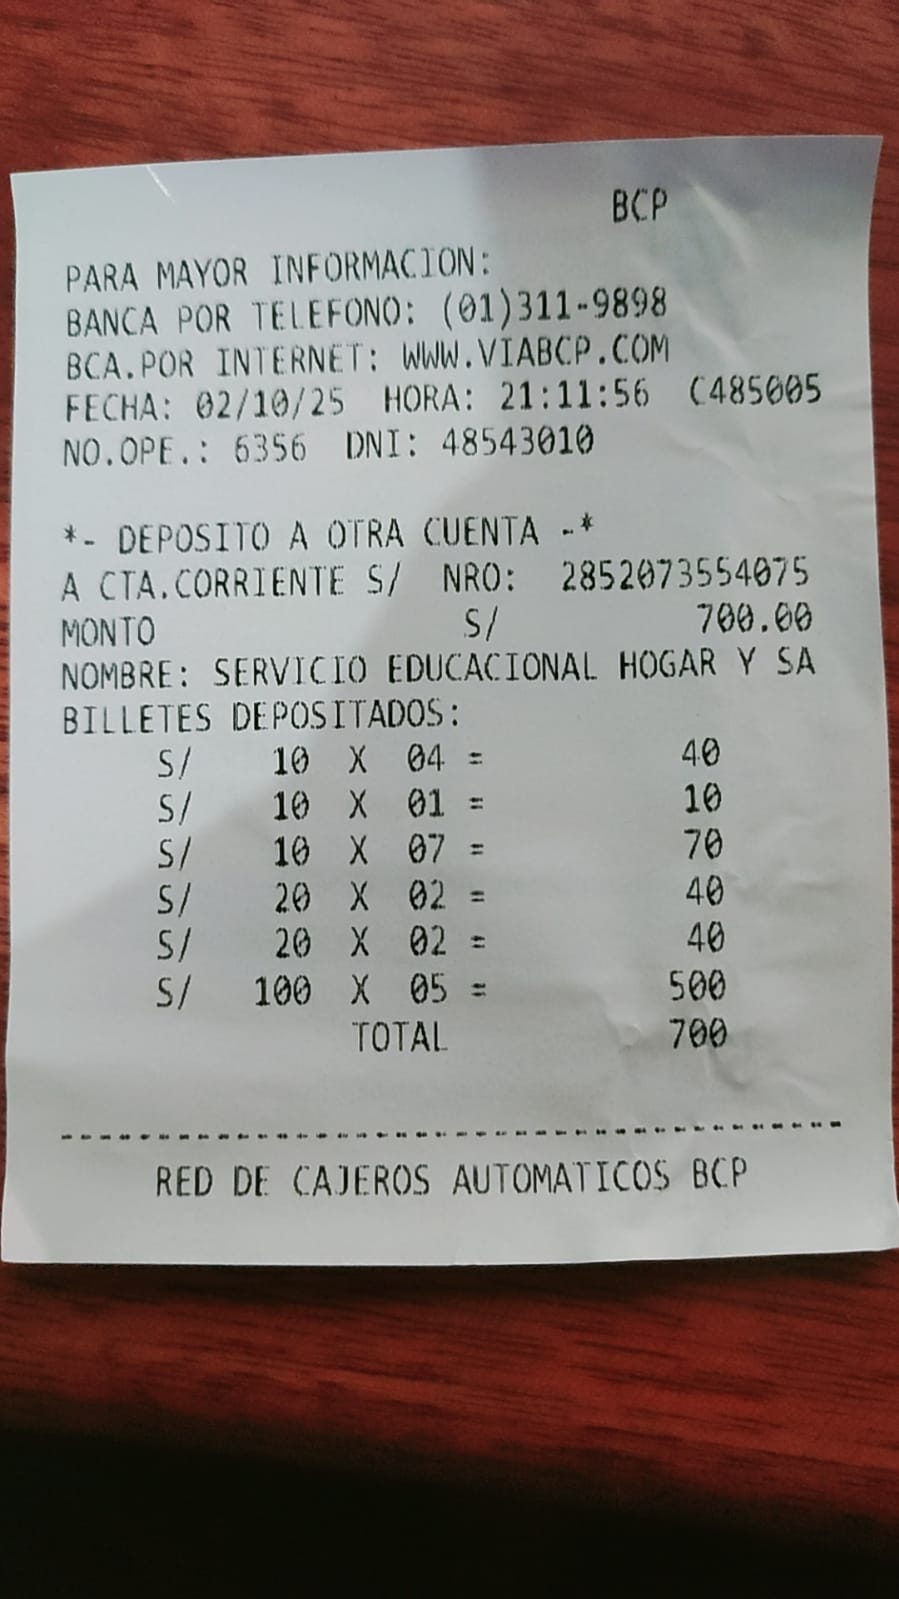 BCP
PARA MAYOR INFORMACION:
BANCA POR TELEFONO: (01)311-9898
BCA.POR INTERNET: WWW.VIABCP.COM
FECHA: 02/10/25 HORA: 21:11:56 C485005
NO.OPE.: 6356 DNI: 48543010
*- DEPOSITO A OTRA CUENTA -*
A CTA.CORRIENTE S/ NRO: 2852073554075
MONTO S/ 700.00
NOMBRE: SERVICIO EDUCACIONAL HOGAR Y SA
BILLETES DEPOSITADOS:
S/ 10 X 04 = 40
S/ 10 X 01 = 10
S/ 10 X 07 = 70
S/ 20 X 02 = 40
S/ 20 X 02 = 40
S/ 100 X 05 = 500
TOTAL 700
----------------------------------------
RED DE CAJEROS AUTOMATICOS BCP